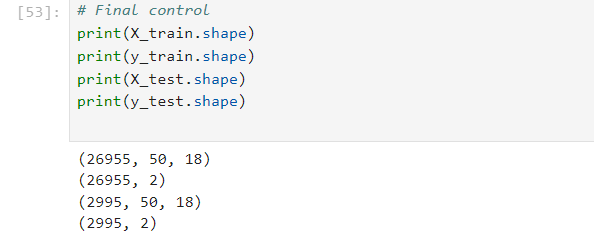 [53]:
# Final control
print(X_train.shape)
print(y_train.shape)
print(X_test.shape)
print(y_test.shape)
(26955, 50, 18)
(26955, 2)
(2995, 50, 18)
(2995, 2)